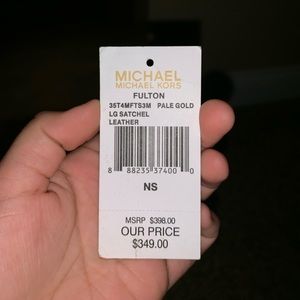 MICHAEL
MICHAEL KORS
FULTON
35T4MFTS3M PALE GOLD
LG SATCHEL
LEATHER
8 88235 37400 0
NS
MSRP $398.00
OUR PRICE
$349.00